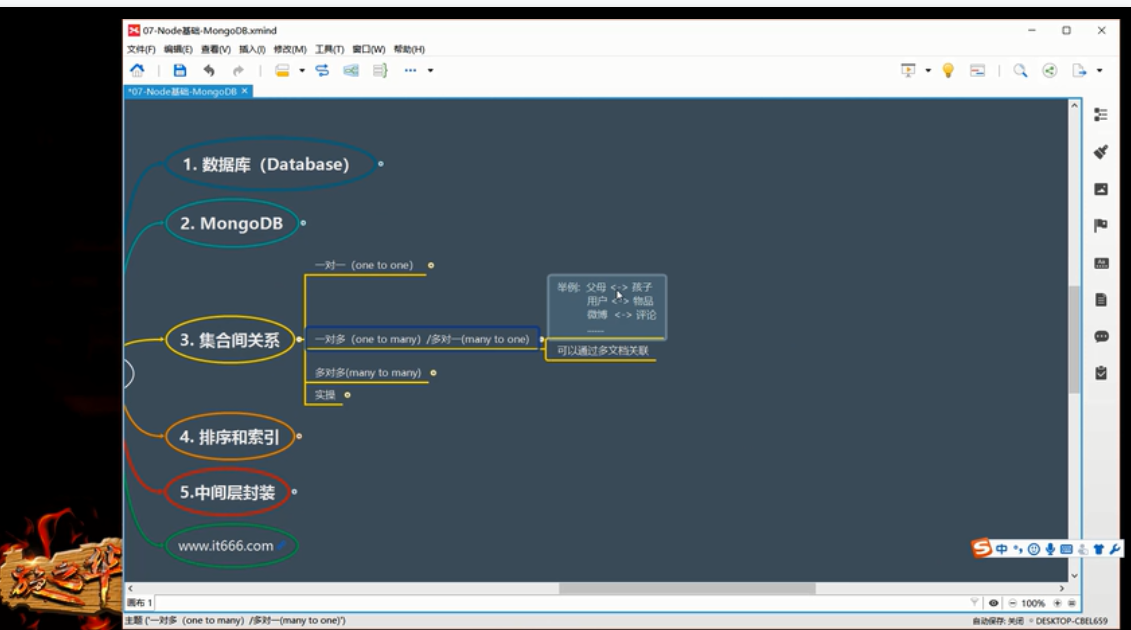 07-Node基础-MongoDB.xmind
文件(F) 编辑(E) 查看(V) 插入(I) 修改(M) 工具(T) 窗口(W) 帮助(H)
*07-Node基础-MongoDB
1. 数据库（Database）
2. MongoDB
一对一（one to one）
举例: 父母 <-> 孩子
用户 <-> 物品
微博 <-> 评论
3. 集合间关系
一对多（one to many）/多对一(many to one)
可以通过多文档关联
多对多(many to many)
实操
4. 排序和索引
5.中间层封装
www.it666.com
中
画布 1
100%
主题 ('一对多（one to many）/多对一(many to one)')
自动保存: 关闭
DESKTOP-CBEL659